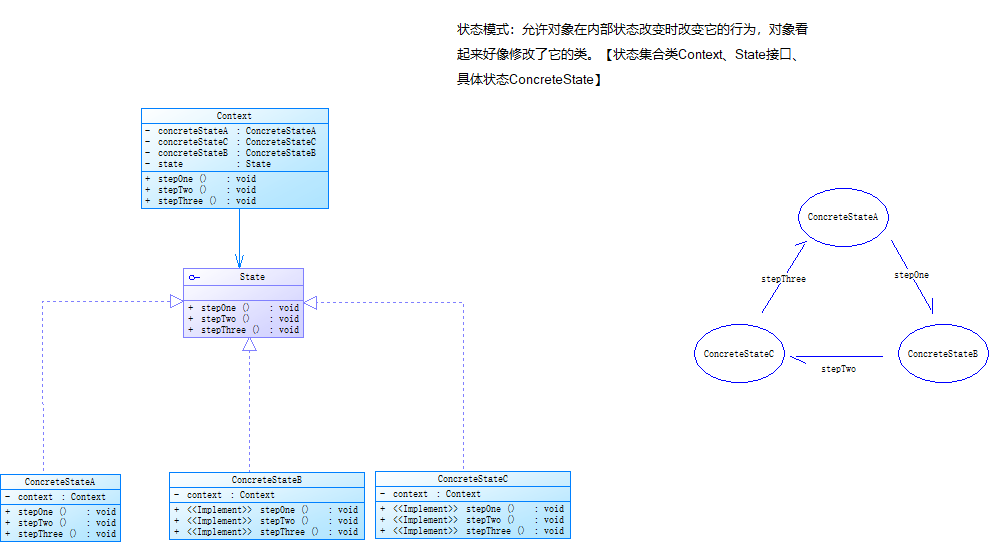 状态模式：允许对象在内部状态改变时改变它的行为，对象看
起来好像修改了它的类。【状态集合类Context、State接口、
具体状态ConcreteState】
Context
- concreteStateA : ConcreteStateA
- concreteStateC : ConcreteStateC
- concreteStateB : ConcreteStateB
- state : State
+ stepOne () : void
+ stepTwo () : void
+ stepThree () : void
State
+ stepOne () : void
+ stepTwo () : void
+ stepThree () : void
ConcreteStateA
- context : Context
+ stepOne () : void
+ stepTwo () : void
+ stepThree () : void
ConcreteStateB
- context : Context
+ <<Implement>> stepOne () : void
+ <<Implement>> stepTwo () : void
+ <<Implement>> stepThree () : void
ConcreteStateC
- context : Context
+ <<Implement>> stepOne () : void
+ <<Implement>> stepTwo () : void
+ <<Implement>> stepThree () : void
ConcreteStateA
stepThree
stepOne
ConcreteStateC
ConcreteStateB
stepTwo